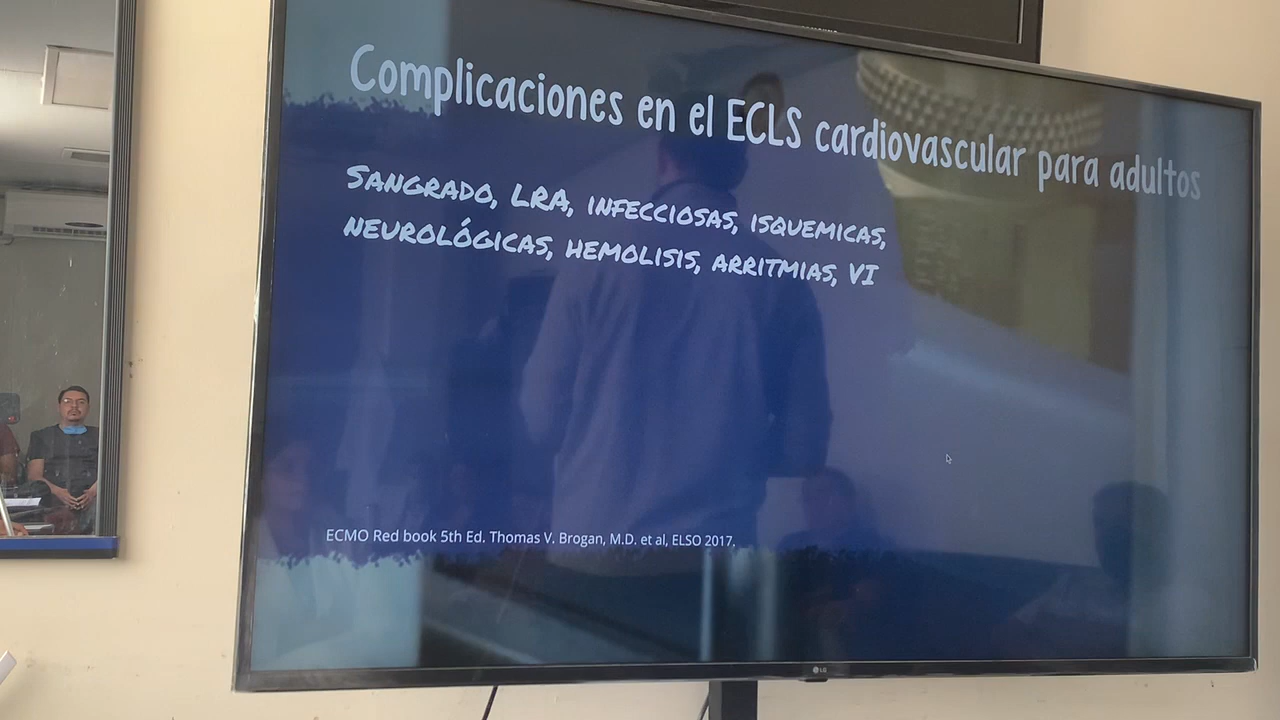 Complicaciones en el ECLS cardiovascular para adultos
SANGRADO, LRA, INFECCIOSAS, ISQUEMICAS,
NEUROLÓGICAS, HEMOLISIS, ARRITMIAS, VI
ECMO Red book 5th Ed. Thomas V. Brogan, M.D. et al, ELSO 2017.
LG